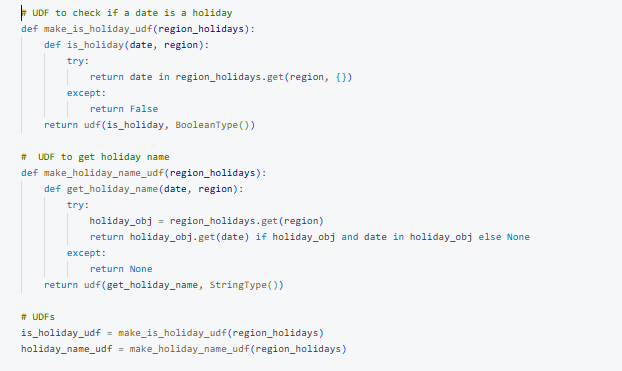 # UDF to check if a date is a holiday
def make_is_holiday_udf(region_holidays):
    def is_holiday(date, region):
        try:
            return date in region_holidays.get(region, {})
        except:
            return False
    return udf(is_holiday, BooleanType())

#  UDF to get holiday name
def make_holiday_name_udf(region_holidays):
    def get_holiday_name(date, region):
        try:
            holiday_obj = region_holidays.get(region)
            return holiday_obj.get(date) if holiday_obj and date in holiday_obj else None
        except:
            return None
    return udf(get_holiday_name, StringType())

# UDFs
is_holiday_udf = make_is_holiday_udf(region_holidays)
holiday_name_udf = make_holiday_name_udf(region_holidays)